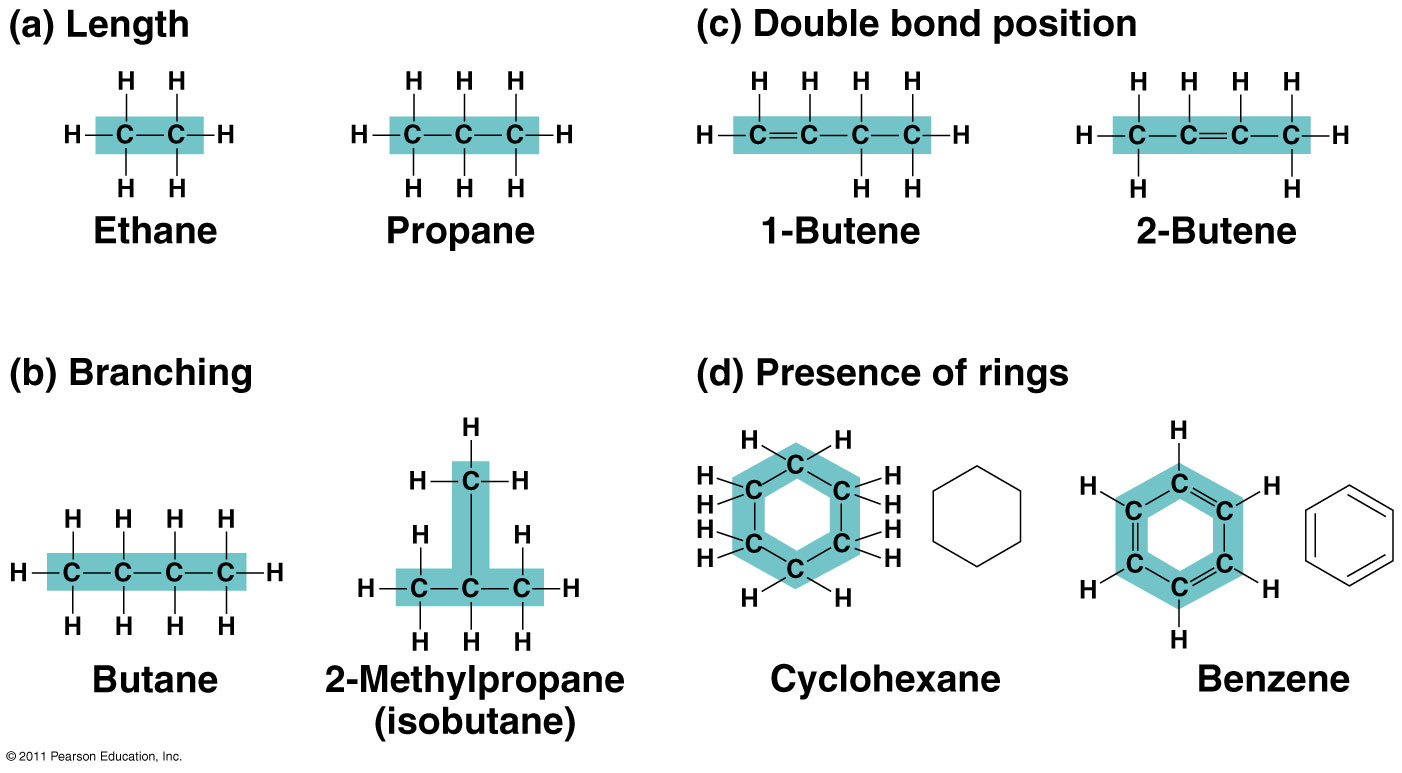 (a) Length
H H
H C C H
H H
Ethane
H H H
H C C C H
H H H
Propane
(c) Double bond position
H H H H
H C C C C H
H H
1-Butene
H H H H
H C C C C H
H H
2-Butene
(b) Branching
H H H H
H C C C C H
H H H H
Butane
H
H C H
H H
H C C C H
H H H
2-Methylpropane
(isobutane)
(d) Presence of rings
H H
C
H C C H
H H
H H
H C C H
C
H H
Cyclohexane
H
H C H
C C
C C
H C H
H
Benzene
© 2011 Pearson Education, Inc.